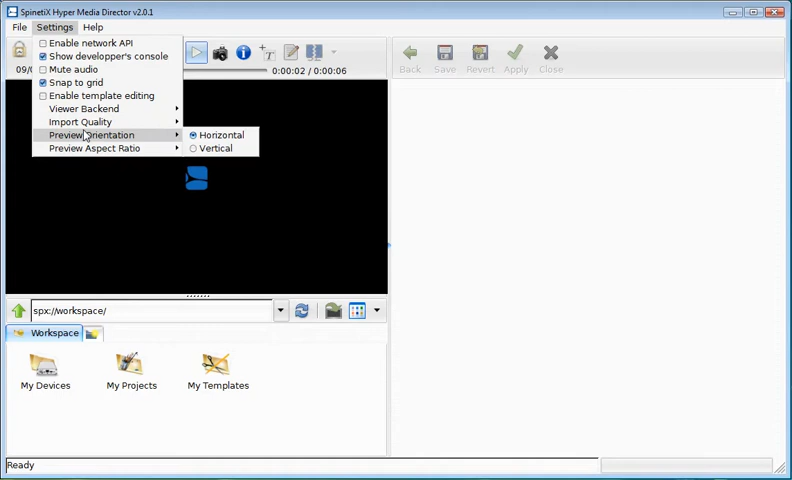 SpinetiX Hyper Media Director v2.0.1
File Settings Help
Enable network API
Show developper's console
Mute audio
Snap to grid
Enable template editing
Viewer Backend
Import Quality
Preview Orientation
Preview Aspect Ratio
Horizontal
Vertical
09/0
0:00:02 / 0:00:06
Back Save Revert Apply Close
spx://workspace/
Workspace
My Devices My Projects My Templates
Ready